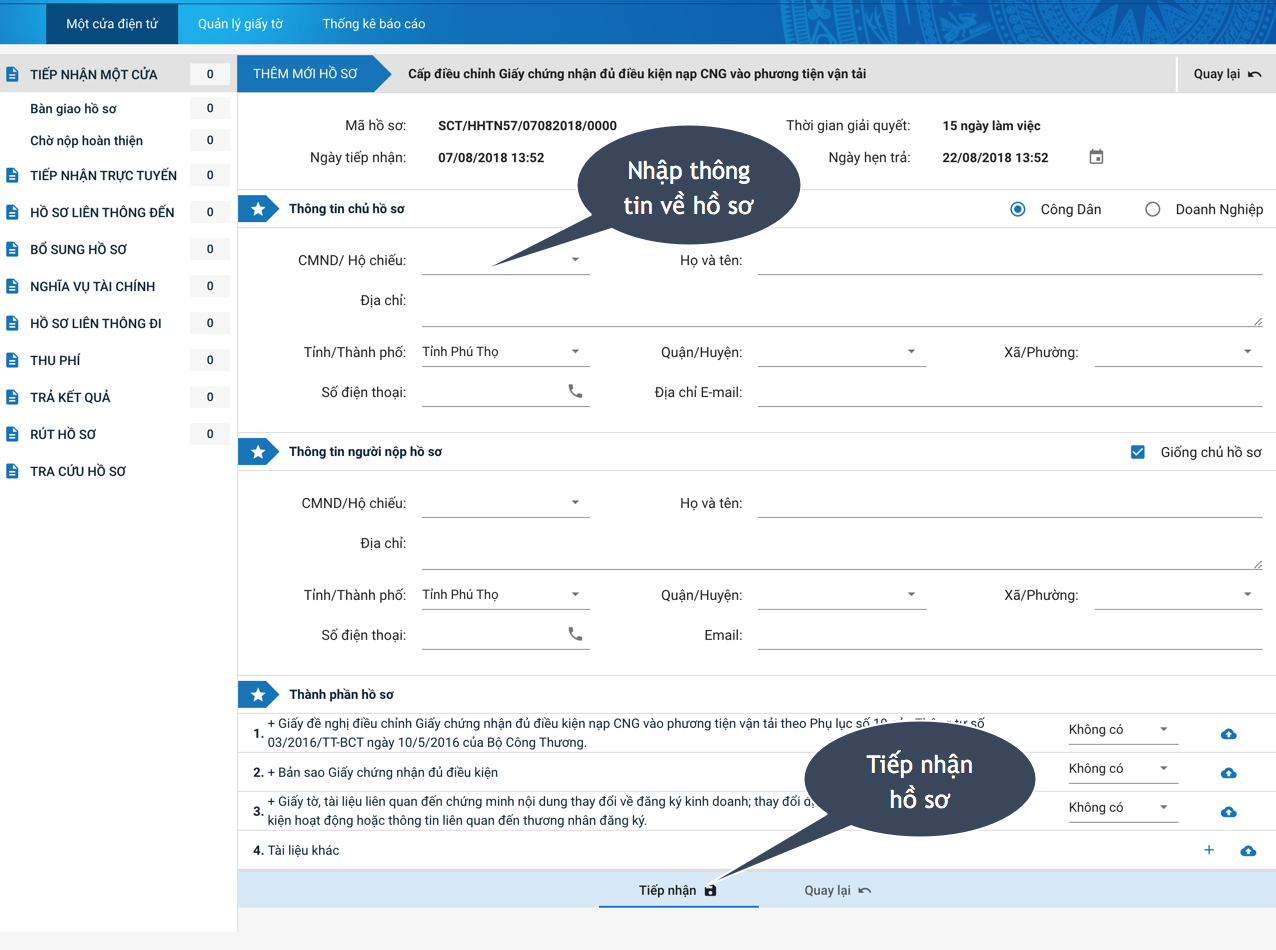 Một cửa điện tử Quản lý giấy tờ Thống kê báo cáo
TIẾP NHẬN MỘT CỬA 0
Bàn giao hồ sơ 0
Chờ nộp hoàn thiện 0
TIẾP NHẬN TRỰC TUYẾN 0
HỒ SƠ LIÊN THÔNG ĐẾN 0
BỔ SUNG HỒ SƠ 0
NGHĨA VỤ TÀI CHÍNH 0
HỒ SƠ LIÊN THÔNG ĐI 0
THU PHÍ 0
TRẢ KẾT QUẢ 0
RÚT HỒ SƠ 0
TRA CỨU HỒ SƠ
THÊM MỚI HỒ SƠ Cấp điều chỉnh Giấy chứng nhận đủ điều kiện nạp CNG vào phương tiện vận tải Quay lại
Mã hồ sơ: SCT/HHTN57/07082018/0000 Thời gian giải quyết: 15 ngày làm việc
Ngày tiếp nhận: 07/08/2018 13:52 Ngày hẹn trả: 22/08/2018 13:52
Nhập thông
tin về hồ sơ
Thông tin chủ hồ sơ Công Dân Doanh Nghiệp
CMND/ Hộ chiếu: Họ và tên:
Địa chỉ:
Tỉnh/Thành phố: Tỉnh Phú Thọ Quận/Huyện: Xã/Phường:
Số điện thoại: Địa chỉ E-mail:
Thông tin người nộp hồ sơ Giống chủ hồ sơ
CMND/Hộ chiếu: Họ và tên:
Địa chỉ:
Tỉnh/Thành phố: Tỉnh Phú Thọ Quận/Huyện: Xã/Phường:
Số điện thoại: Email:
Thành phần hồ sơ
1. + Giấy đề nghị điều chỉnh Giấy chứng nhận đủ điều kiện nạp CNG vào phương tiện vận tải theo Phụ lục số tư số
03/2016/TT-BCT ngày 10/5/2016 của Bộ Công Thương. Không có
2. + Bản sao Giấy chứng nhận đủ điều kiện Không có
3. + Giấy tờ, tài liệu liên quan đến chứng minh nội dung thay đổi về đăng ký kinh doanh; thay đổi
kiện hoạt động hoặc thông tin liên quan đến thương nhân đăng ký. Không có
4. Tài liệu khác +
Tiếp nhận
hồ sơ
Tiếp nhận Quay lại